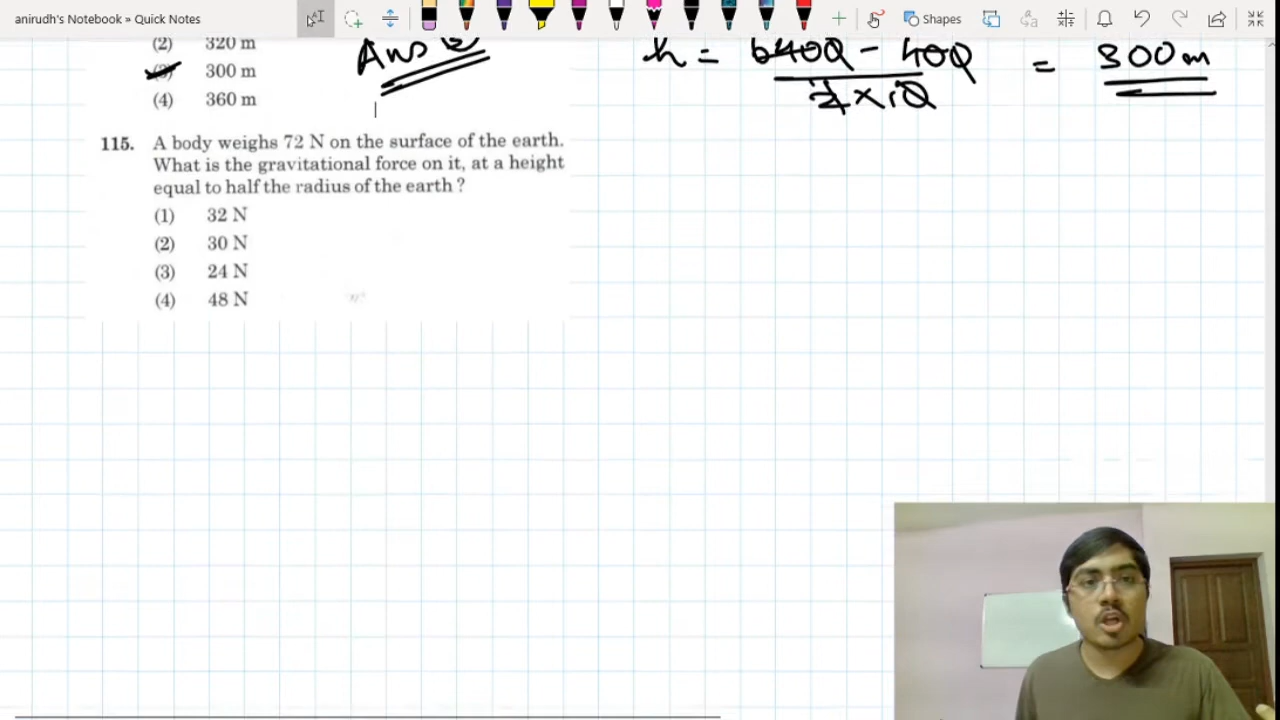 anirudh's Notebook » Quick Notes
Shapes
(2) 320 m
(3) 300 m
(4) 360 m
Ans
h = 6400 - 400 / 2 × 10 = 300 m
115. A body weighs 72 N on the surface of the earth.
What is the gravitational force on it, at a height
equal to half the radius of the earth ?
(1) 32 N
(2) 30 N
(3) 24 N
(4) 48 N